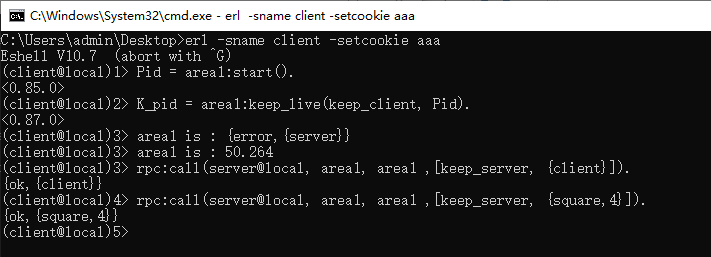 C:\Windows\System32\cmd.exe - erl -sname client -setcookie aaa
C:\Users\admin\Desktop>erl -sname client -setcookie aaa
Eshell V10.7 (abort with ^G)
(client@local)1> Pid = area1:start().
<0.85.0>
(client@local)2> K_pid = area1:keep_live(keep_client, Pid).
<0.87.0>
(client@local)3> area1 is : {error,{server}}
(client@local)3> area1 is : 50.264
(client@local)3> rpc:call(server@local, area1, area1 ,[keep_server, {client}]).
{ok,{client}}
(client@local)4> rpc:call(server@local, area1, area1 ,[keep_server, {square,4}]).
{ok,{square,4}}
(client@local)5>